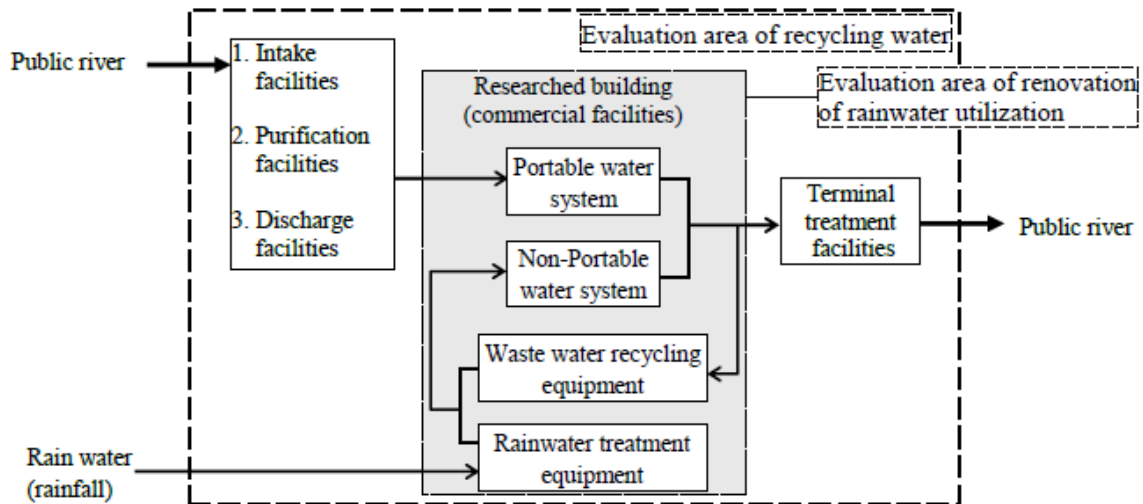 Evaluation area of recycling water
Public river
1. Intake
facilities
2. Purification
facilities
3. Discharge
facilities
Researched building
(commercial facilities)
Evaluation area of renovation
of rainwater utilization
Portable water
system
Terminal
treatment
facilities
Public river
Non-Portable
water system
Waste water recycling
equipment
Rain water
(rainfall)
Rainwater treatment
equipment